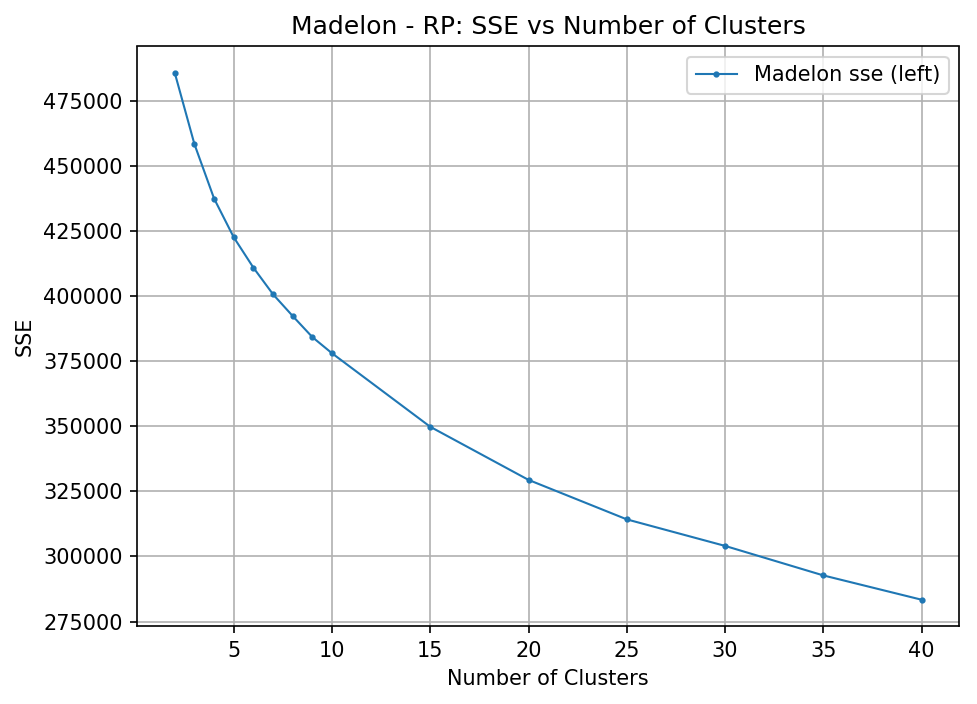 Madelon - RP: SSE vs Number of Clusters
Madelon sse (left)
475000
450000
425000
400000
375000
350000
325000
300000
275000
SSE
5 10 15 20 25 30 35 40
Number of Clusters